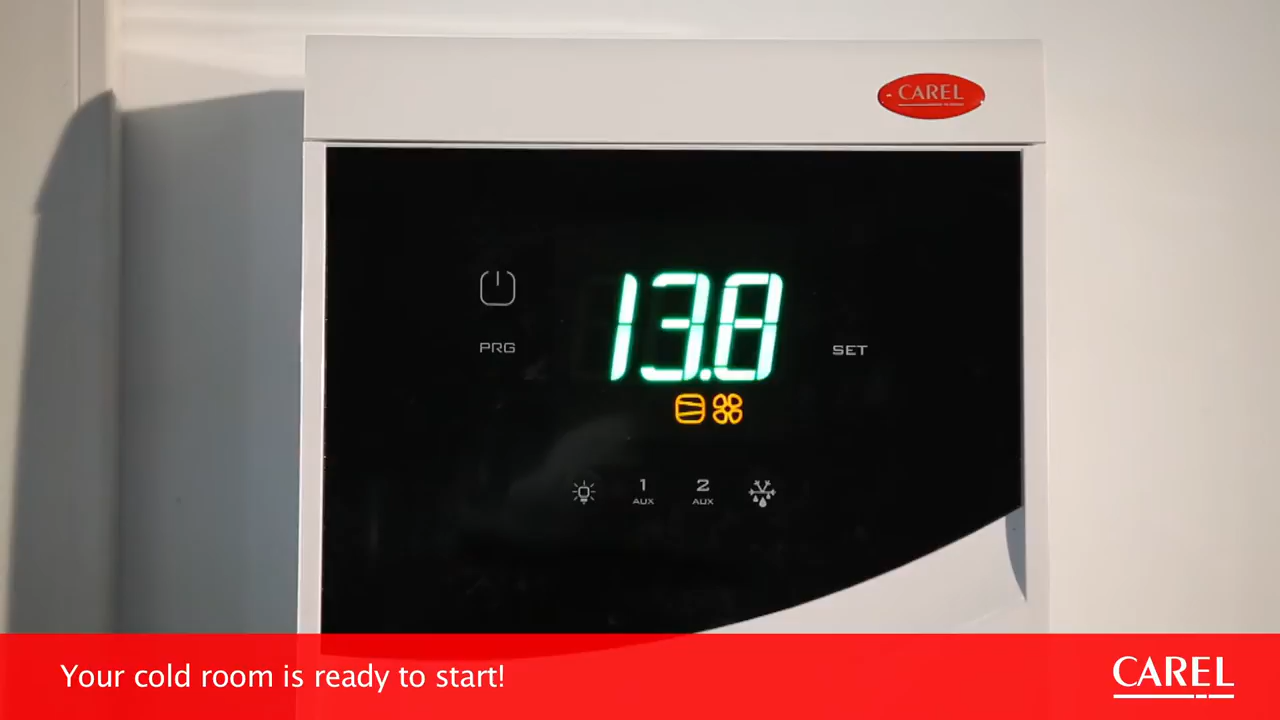 CAREL
13.8
PRG
SET
1 2
AUX AUX
Your cold room is ready to start!
CAREL